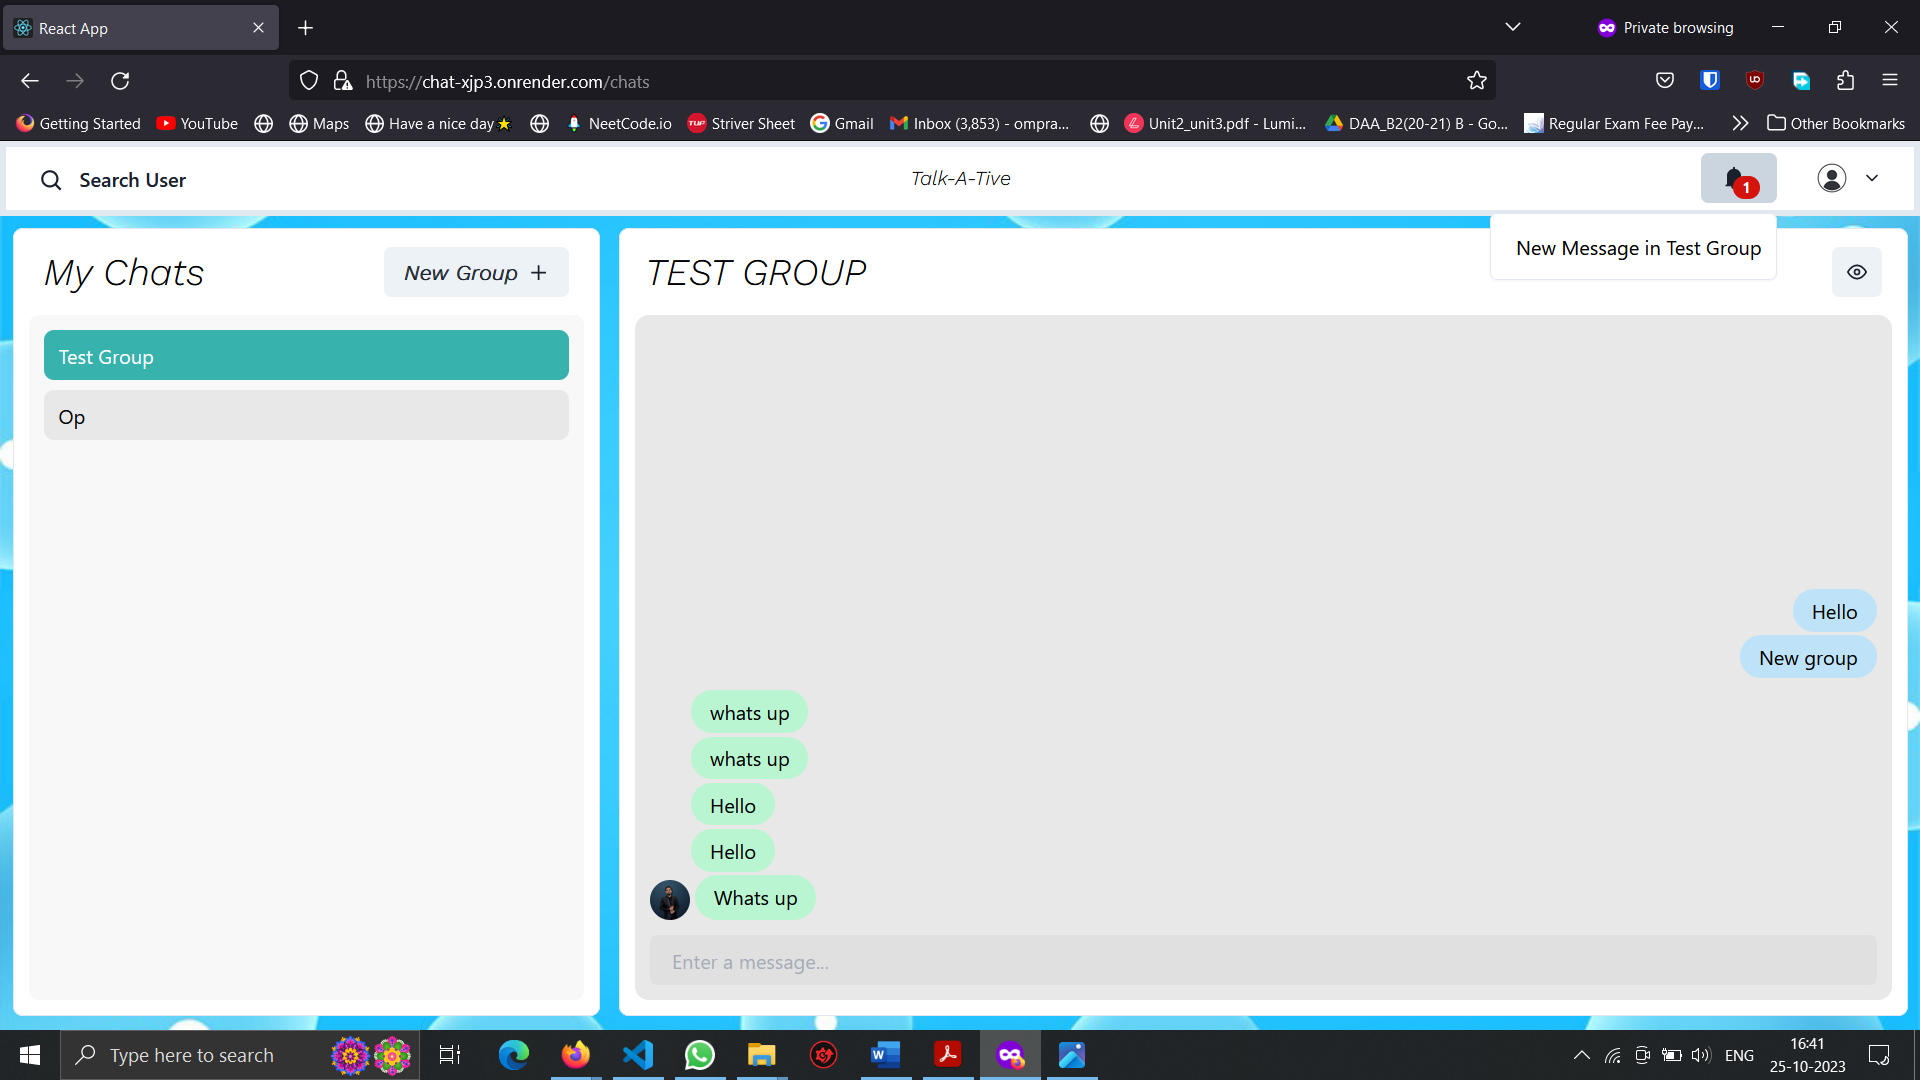 React App
Private browsing
https://chat-xjp3.onrender.com/chats
Getting Started YouTube Maps Have a nice day NeetCode.io Striver Sheet Gmail Inbox (3,853) - ompra... Unit2_unit3.pdf - Lumi... DAA_B2(20-21) B - Go... Regular Exam Fee Pay... Other Bookmarks
Search User
Talk-A-Tive
1
New Message in Test Group
My Chats
New Group +
TEST GROUP
Test Group
Op
Hello
New group
whats up
whats up
Hello
Hello
Whats up
Enter a message...
Type here to search
ENG
16:41
25-10-2023